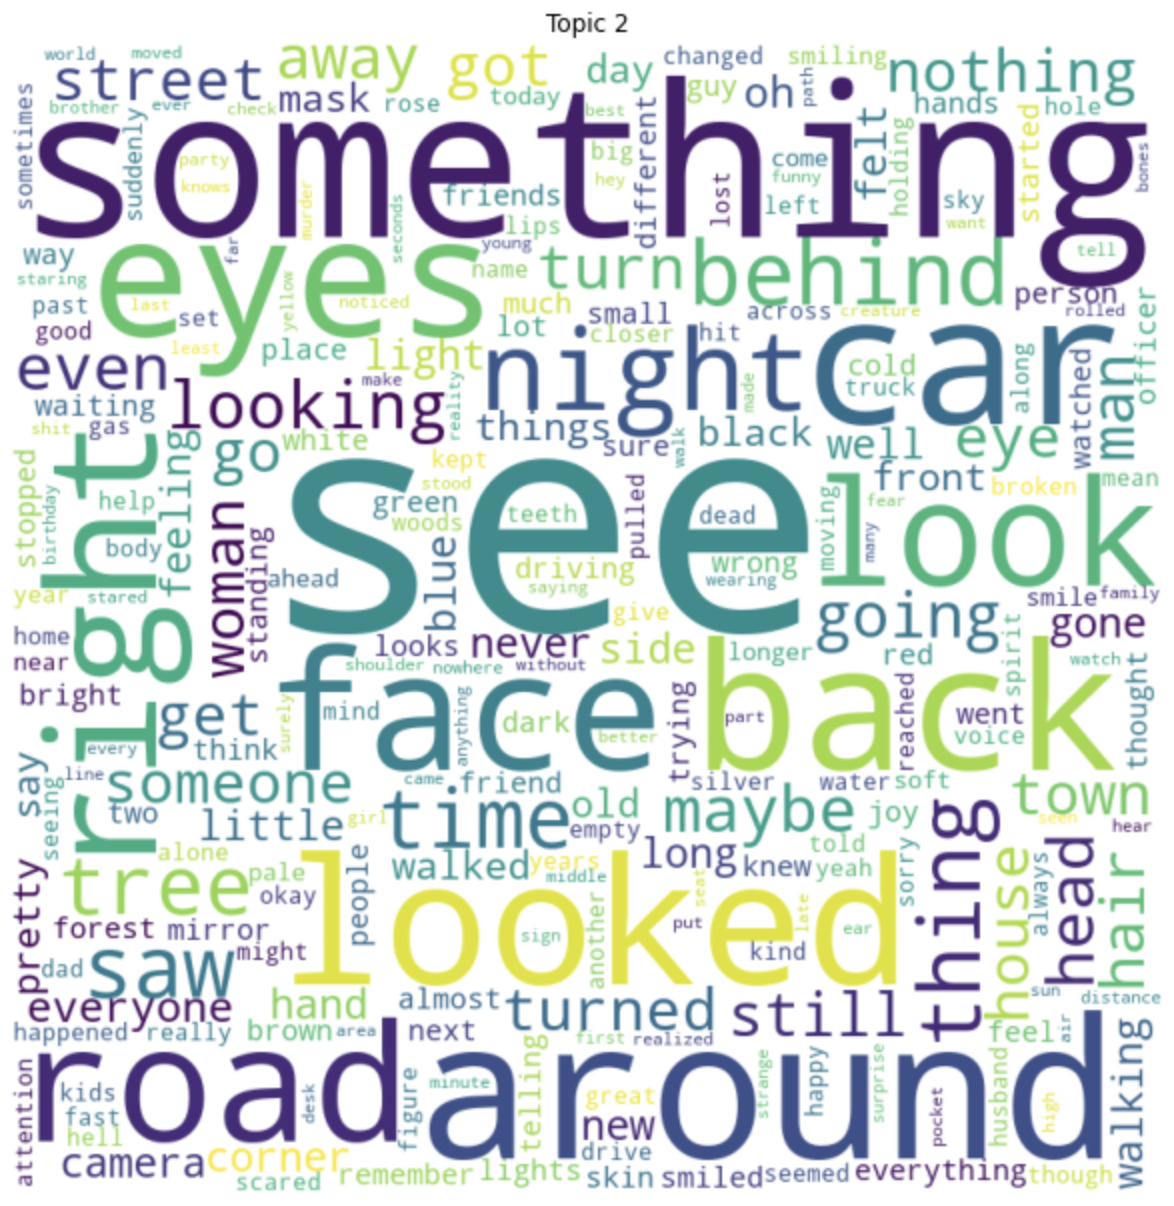 Topic 2
world
moved
away
got
day
changed
smiling
nothing
street
brother
ever
check
mask
rose
today
best
guy
oh
path
hands
hole
sometimes
suddenly
something
party
knows
murder
seconds
friends
lips
big
hey
different
lost
come
funny
left
felt
holding
sky
want
started
bones
tell
way
staring
eyes
far
young
name
turn
behind
person
rolled
past
good
last
set
yellow
noticed
much
lot
small
closer
hit
across
creature
officer
least
place
light
night
car
cold
truck
along
watched
man
even
waiting
shit
gas
looking
make
reality
things
made
sure
walk
black
well
eye
go
white
kept
stood
front
broken
mean
stopped
birthday
right
help
body
feeling
woman
standing
ahead
green
woods
blue
see
teeth
pulled
dead
driving
saying
wrong
wearing
moving
fear
many
look
year
stared
give
going
smile
family
gone
home
near
bright
looks
never
side
longer
red
spirit
watch
shoulder
nowhere
without
get
mind
think
surely
face
anything
dark
better
trying
back
part
reached
went
voice
thought
say
every
line
someone
came
friend
silver
water
soft
town
seeing
two
little
girl
time
old
empty
maybe
joy
seen
hear
alone
tree
pale
okay
people
walked
years
middle
long
knew
told
yeah
sorry
thing
house
always
head
hair
pretty
forest
mirror
might
looked
sign
another
put
seat
late
kind
ear
dad
saw
everyone
hand
almost
turned
still
sun
distance
happened
really
brown
area
next
first
realized
feel
air
walking
attention
road
kids
fast
hell
desk
figure
around
minute
telling
great
new
drive
strange
happy
surprise
pocket
husband
high
camera
corner
scared
remember
lights
skin
smiled
seemed
everything
though